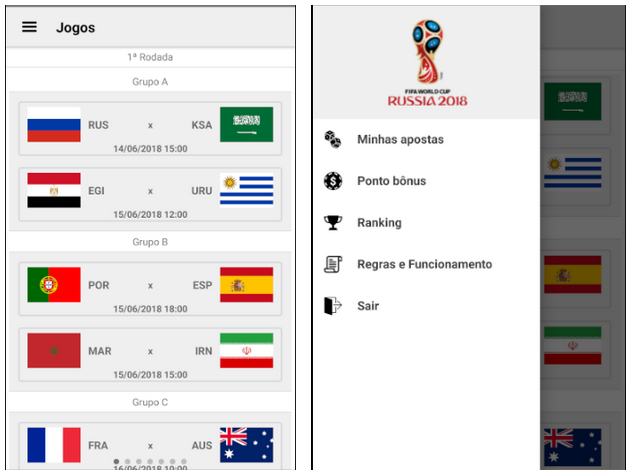 Jogos
1ª Rodada
Grupo A
RUS x KSA
14/06/2018 15:00
EGI x URU
15/06/2018 12:00
Grupo B
POR x ESP
15/06/2018 18:00
MAR x IRN
15/06/2018 15:00
Grupo C
FRA x AUS
16/06/2018 10:00
FIFA WORLD CUP
RUSSIA 2018
Minhas apostas
Ponto bônus
Ranking
Regras e Funcionamento
Sair